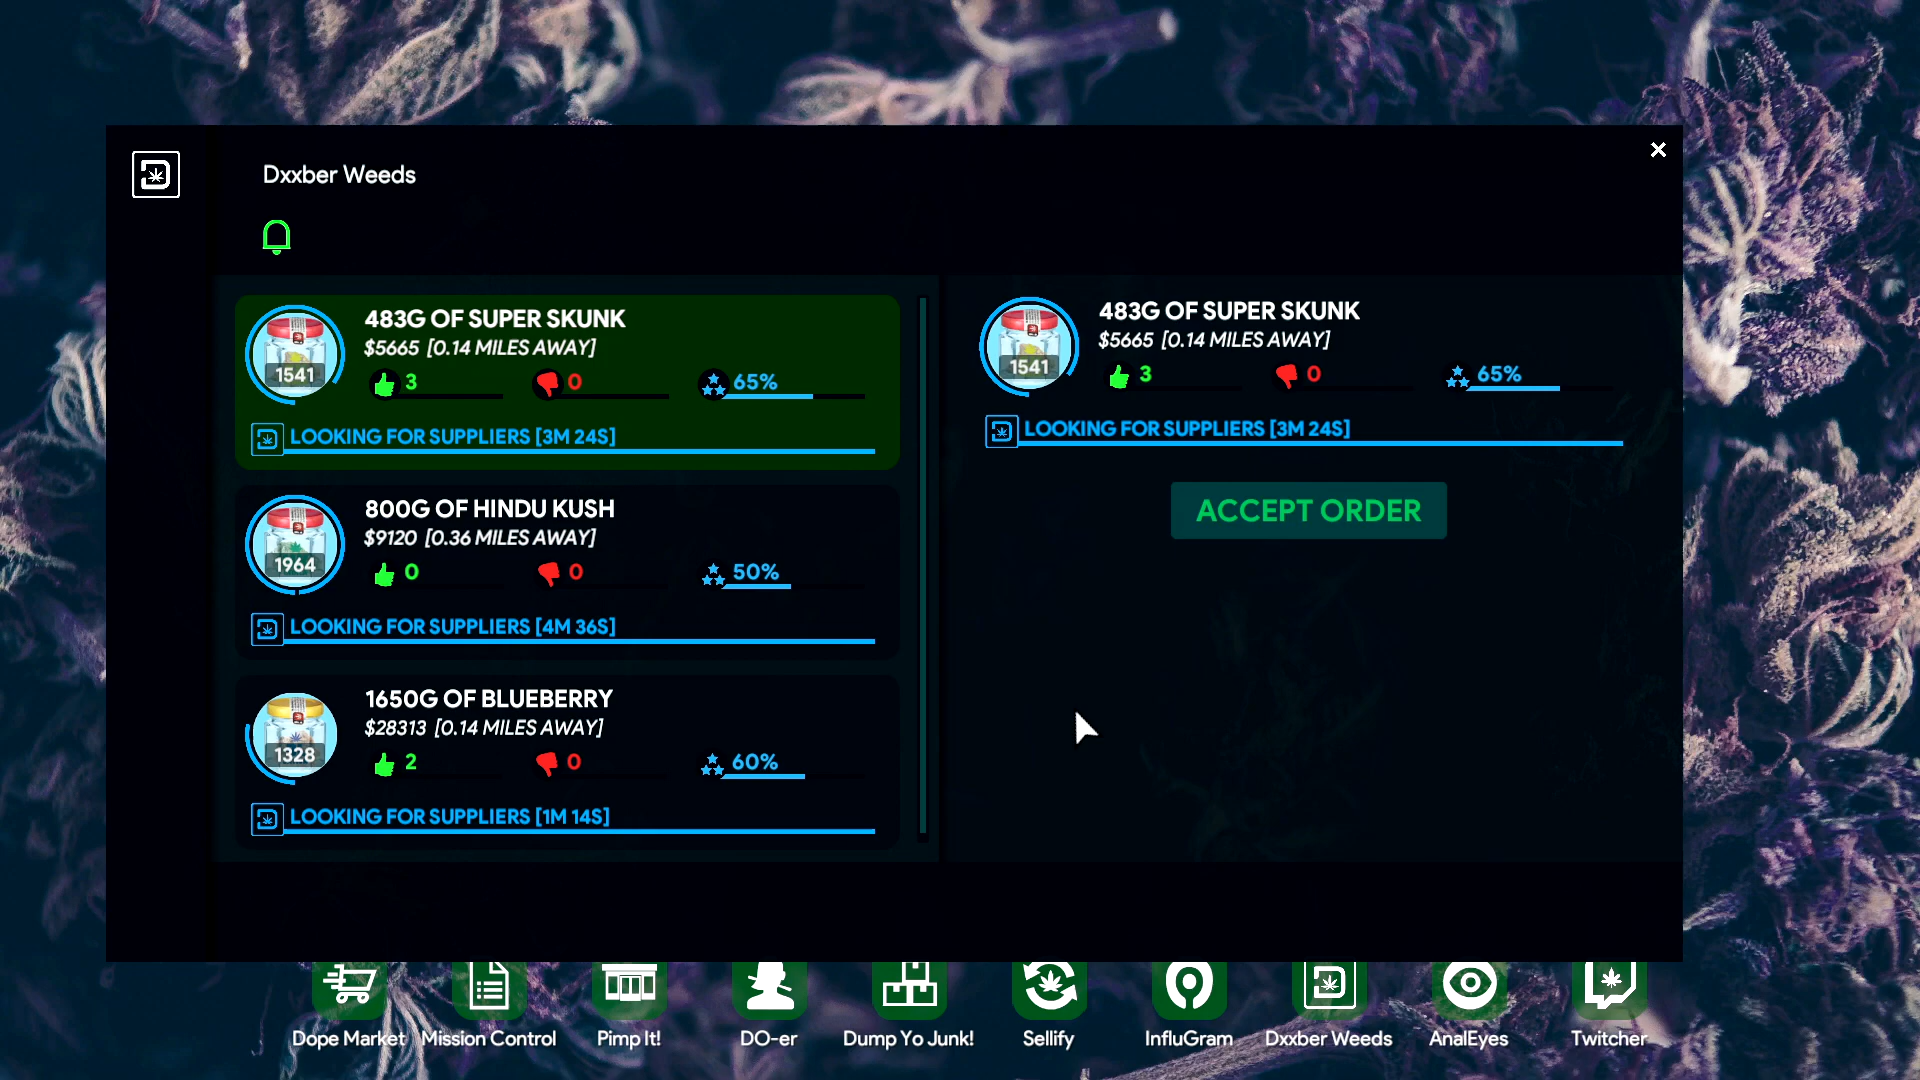 Dxxber Weeds
483G OF SUPER SKUNK
$5665 [0.14 MILES AWAY]
1541
3
0
65%
LOOKING FOR SUPPLIERS [3M 24S]
800G OF HINDU KUSH
$9120 [0.36 MILES AWAY]
1964
0
0
50%
LOOKING FOR SUPPLIERS [4M 36S]
1650G OF BLUEBERRY
$28313 [0.14 MILES AWAY]
1328
2
0
60%
LOOKING FOR SUPPLIERS [1M 14S]
483G OF SUPER SKUNK
$5665 [0.14 MILES AWAY]
1541
3
0
65%
LOOKING FOR SUPPLIERS [3M 24S]
ACCEPT ORDER
Dope Market
Mission Control
Pimp It!
DO-er
Dump Yo Junk!
Sellify
InfluGram
Dxxber Weeds
AnalEyes
Twitcher